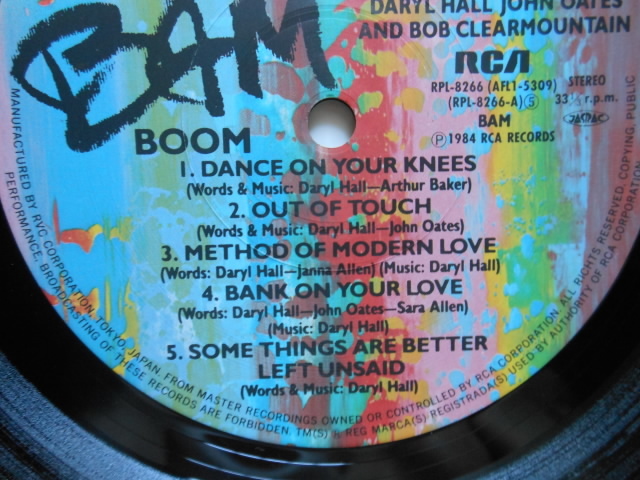 BAM
DARYL HALL JOHN OATES
AND BOB CLEARMOUNTAIN
RCA
RPL-8266 (AFL1-5309) STEREO
(RPL-8266-A) Ⓢ 33⅓ r.p.m.
BAM JASRAC
Ⓟ 1984 RCA RECORDS
BOOM
1. DANCE ON YOUR KNEES
(Words & Music: Daryl Hall—Arthur Baker)
2. OUT OF TOUCH
(Words & Music: Daryl Hall—John Oates)
3. METHOD OF MODERN LOVE
(Words: Daryl Hall—Janna Allen) (Music: Daryl Hall)
4. BANK ON YOUR LOVE
(Words: Daryl Hall—John Oates—Sara Allen)
(Music: Daryl Hall)
5. SOME THINGS ARE BETTER
LEFT UNSAID
(Words & Music: Daryl Hall)
MANUFACTURED BY RVC CORPORATION, TOKYO, JAPAN, FROM MASTER RECORDINGS OWNED OR CONTROLLED BY RCA CORPORATION ALL RIGHTS RESERVED, COPYING, PUBLIC
PERFORMANCE, BROADCASTING OF THESE RECORDS ARE FORBIDDEN. TM(S) ® REG MARCA(S) REGISTRADA(S) USED BY AUTHORITY OF RCA CORPORATION